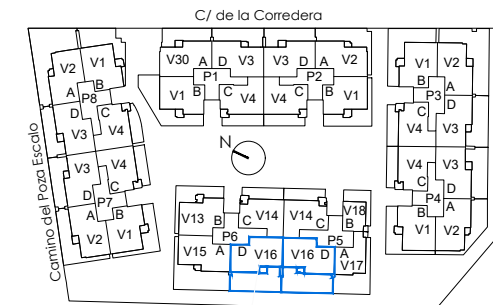 C/ de la Corredera
Camino del Poza Escalo
V2 V1
A B
P8
D C
V3 V4
V3 V4
D C
P7
A B
V2 V1
V30 A D V3
P1
V1 B C V4
V3 D A V2
P2
V4 C B V1
V1 V2
B A
P3
C D
V4 V3
V4 V3
C D
P4
B A
V1 V2
N
V13 B C V14
P6
V15 A D V16
V14 C B V18
P5
V16 D A V17